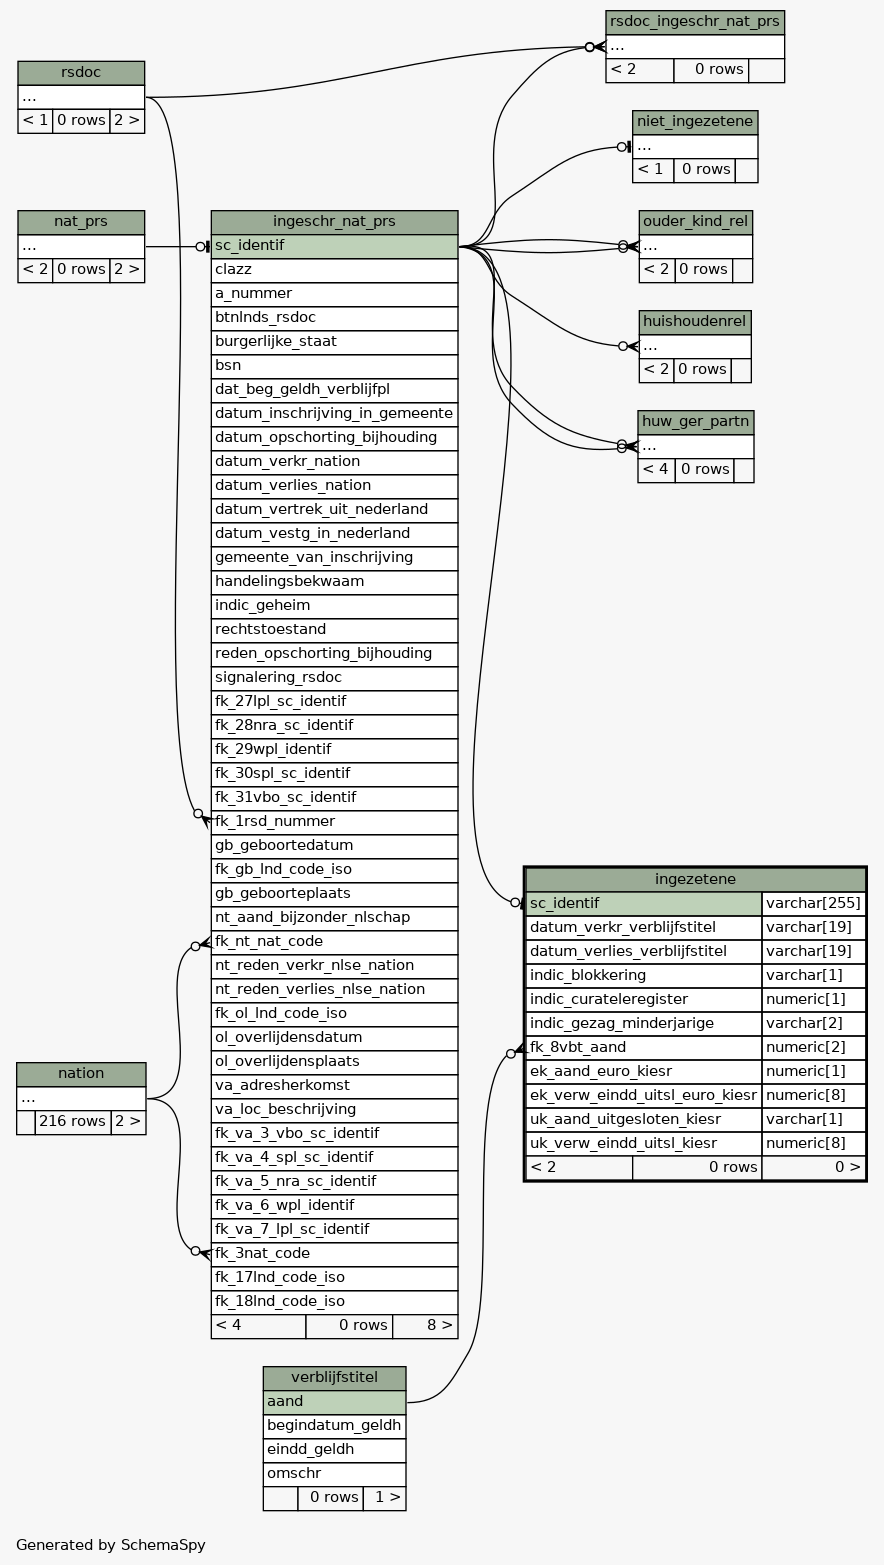 rsdoc_ingeschr_nat_prs
...
< 2 0 rows
rsdoc
...
< 1 0 rows 2 >
niet_ingezetene
...
< 1 0 rows
nat_prs
...
< 2 0 rows 2 >
ouder_kind_rel
...
< 2 0 rows
huishoudenrel
...
< 2 0 rows
huw_ger_partn
...
< 4 0 rows
ingeschr_nat_prs
sc_identif
clazz
a_nummer
btnlnds_rsdoc
burgerlijke_staat
bsn
dat_beg_geldh_verblijfpl
datum_inschrijving_in_gemeente
datum_opschorting_bijhouding
datum_verkr_nation
datum_verlies_nation
datum_vertrek_uit_nederland
datum_vestg_in_nederland
gemeente_van_inschrijving
handelingsbekwaam
indic_geheim
rechtstoestand
reden_opschorting_bijhouding
signalering_rsdoc
fk_27lpl_sc_identif
fk_28nra_sc_identif
fk_29wpl_identif
fk_30spl_sc_identif
fk_31vbo_sc_identif
fk_1rsd_nummer
gb_geboortedatum
fk_gb_lnd_code_iso
gb_geboorteplaats
nt_aand_bijzonder_nlschap
fk_nt_nat_code
nt_reden_verkr_nlse_nation
nt_reden_verlies_nlse_nation
fk_ol_lnd_code_iso
ol_overlijdensdatum
ol_overlijdensplaats
va_adresherkomst
va_loc_beschrijving
fk_va_3_vbo_sc_identif
fk_va_4_spl_sc_identif
fk_va_5_nra_sc_identif
fk_va_6_wpl_identif
fk_va_7_lpl_sc_identif
fk_3nat_code
fk_17lnd_code_iso
fk_18lnd_code_iso
< 4 0 rows 8 >
ingezetene
sc_identif varchar[255]
datum_verkr_verblijfstitel varchar[19]
datum_verlies_verblijfstitel varchar[19]
indic_blokkering varchar[1]
indic_curateleregister numeric[1]
indic_gezag_minderjarige varchar[2]
fk_8vbt_aand numeric[2]
ek_aand_euro_kiesr numeric[1]
ek_verw_eindd_uitsl_euro_kiesr numeric[8]
uk_aand_uitgesloten_kiesr varchar[1]
uk_verw_eindd_uitsl_kiesr numeric[8]
< 2 0 rows 0 >
nation
...
216 rows 2 >
verblijfstitel
aand
begindatum_geldh
eindd_geldh
omschr
0 rows 1 >
Generated by SchemaSpy